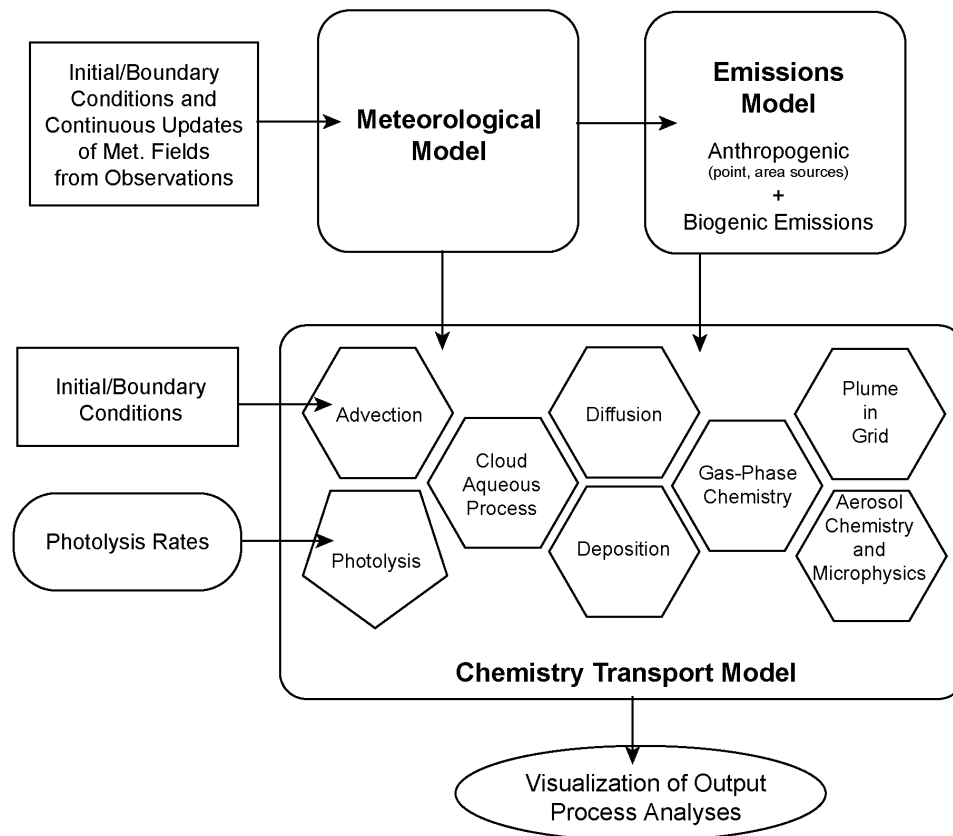 Initial/Boundary
Conditions and
Continuous Updates
of Met. Fields
from Observations
Meteorological
Model
Emissions
Model
Anthropogenic
(point, area sources)
+
Biogenic Emissions
Initial/Boundary
Conditions
Photolysis Rates
Advection
Cloud
Aqueous
Process
Photolysis
Diffusion
Deposition
Gas-Phase
Chemistry
Plume
in
Grid
Aerosol
Chemistry
and
Microphysics
Chemistry Transport Model
Visualization of Output
Process Analyses